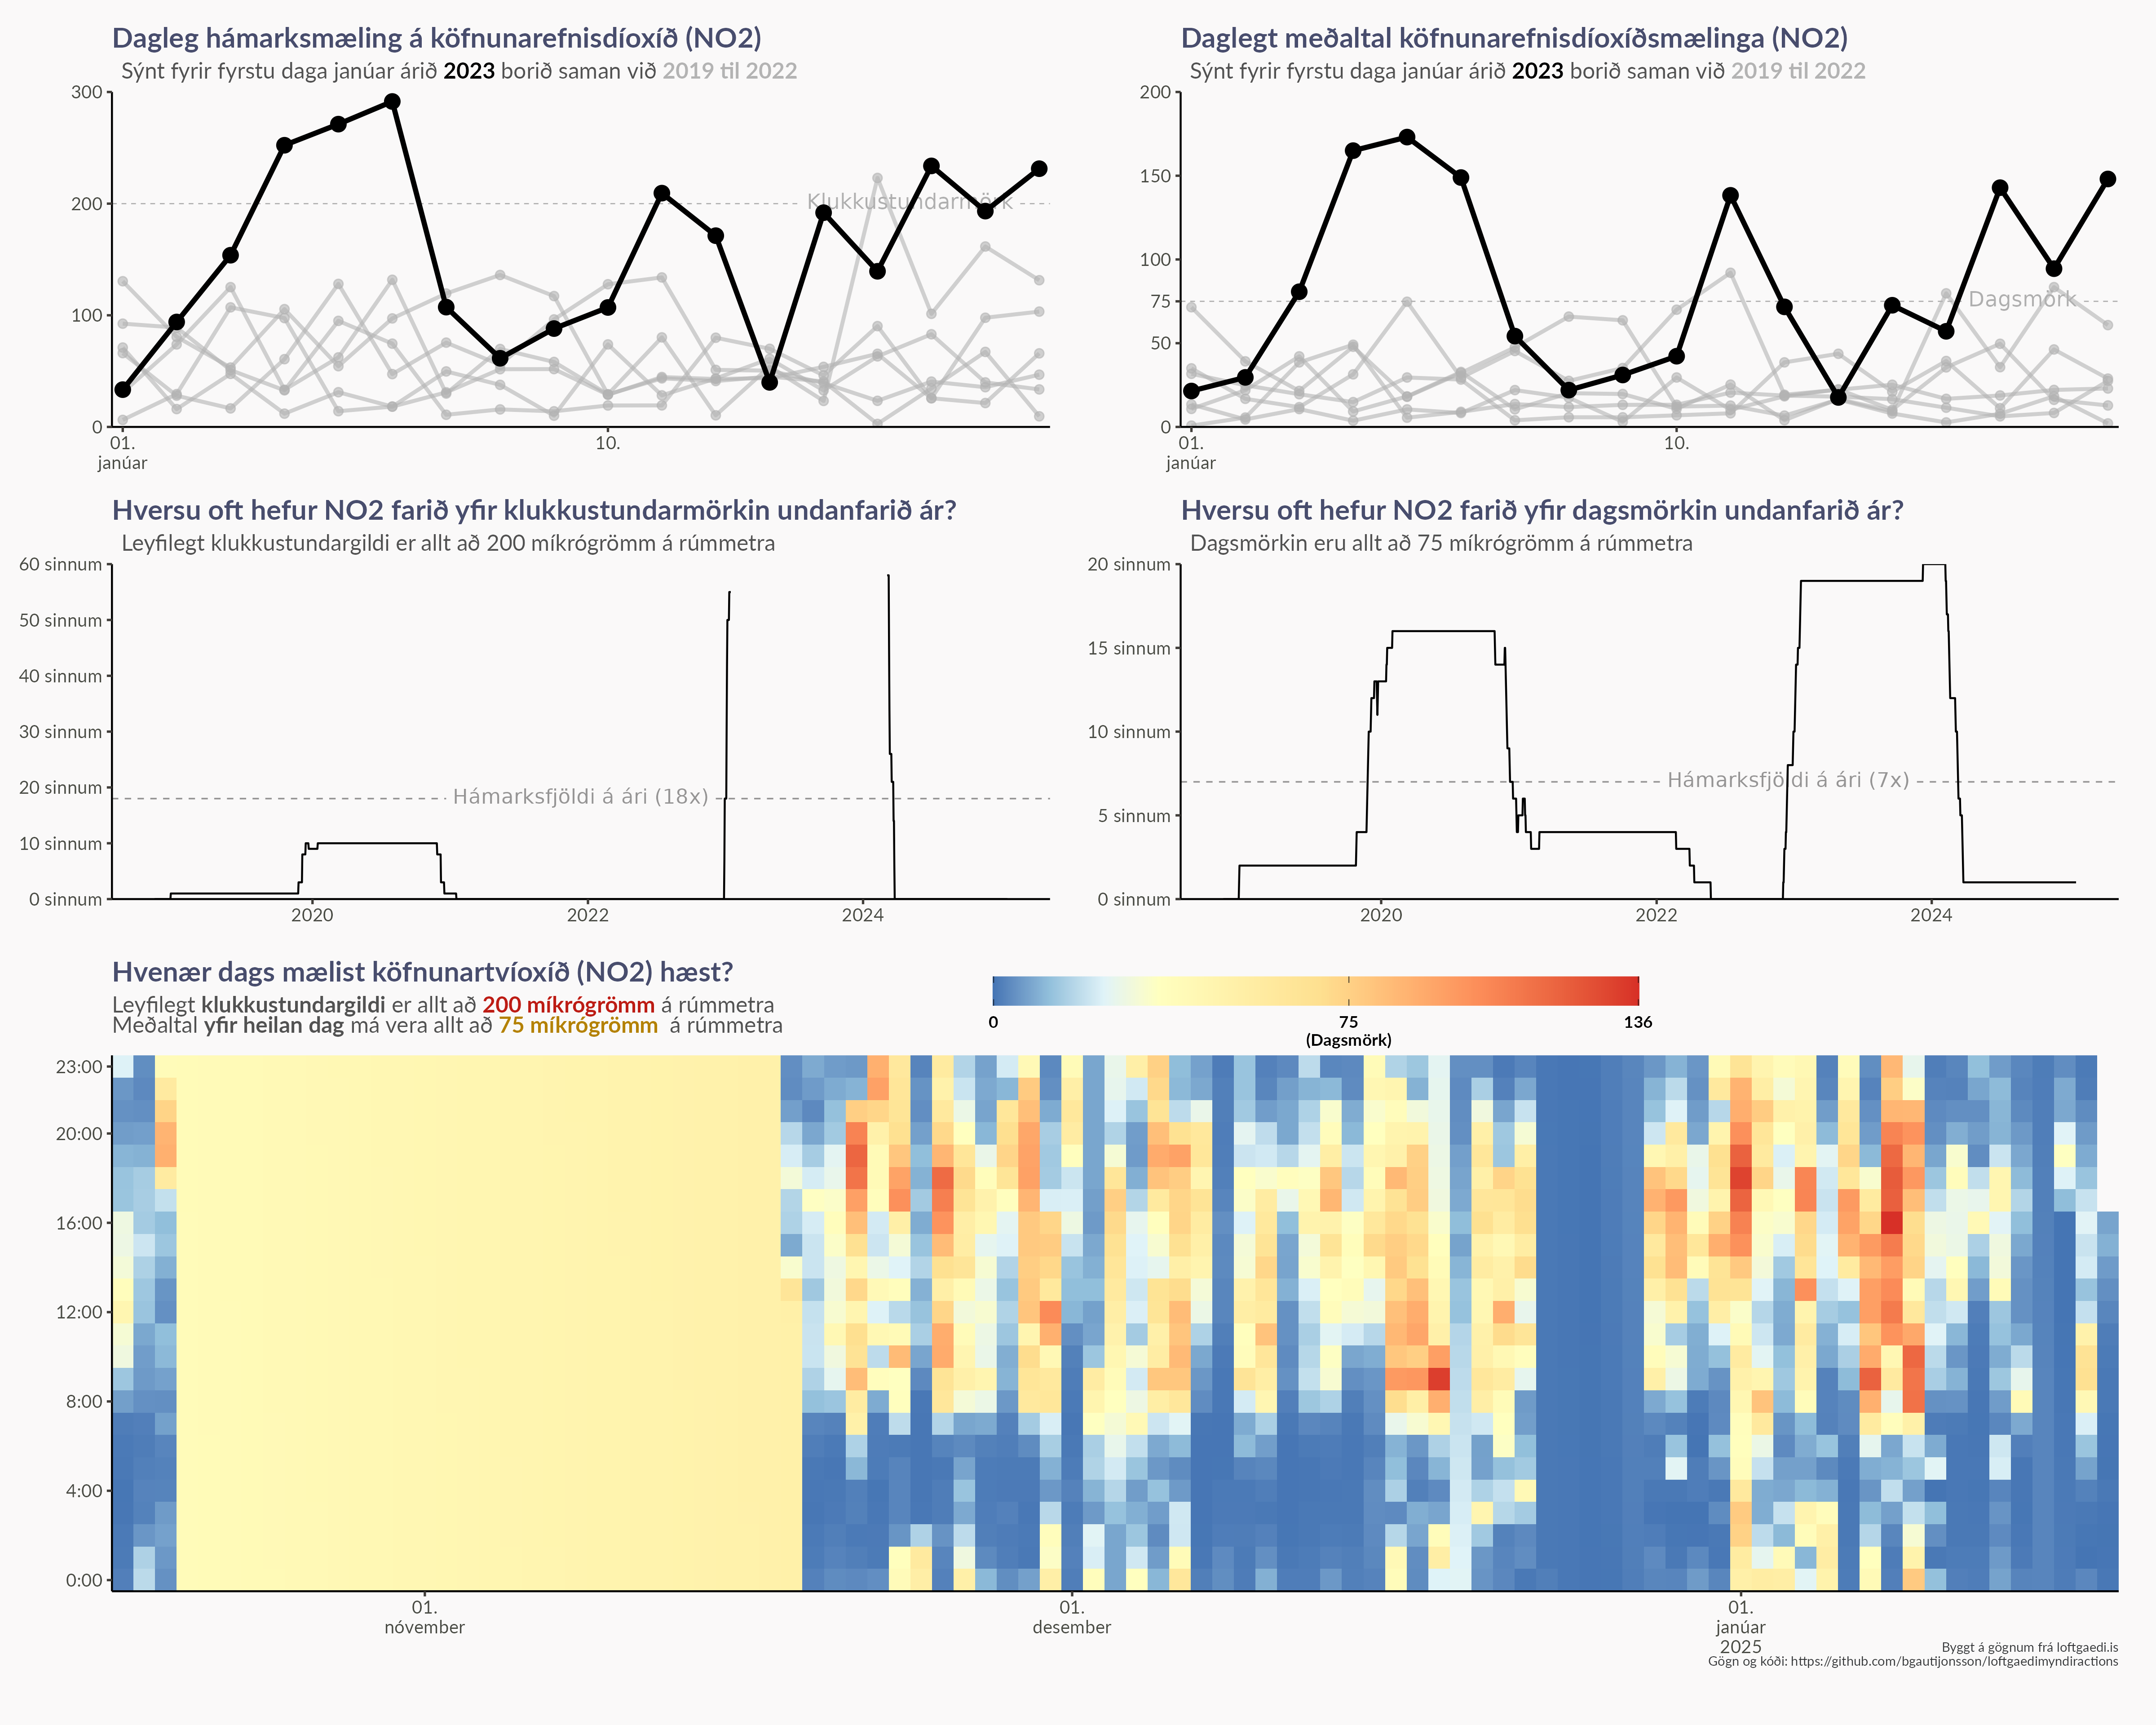 Dagleg hámarksmæling á köfnunarefnisdíoxíð (NO2)
Sýnt fyrir fyrstu daga janúar árið 2023 borið saman við 2019 til 2022
300
200
100
0
Klukkustundarmörk
01.
janúar
10.
Daglegt meðaltal köfnunarefnisdíoxíðsmælinga (NO2)
Sýnt fyrir fyrstu daga janúar árið 2023 borið saman við 2019 til 2022
200
150
100
75
50
0
Dagsmörk
01.
janúar
10.
Hversu oft hefur NO2 farið yfir klukkustundarmörkin undanfarið ár?
Leyfilegt klukkustundargildi er allt að 200 míkrógrömm á rúmmetra
60 sinnum
50 sinnum
40 sinnum
30 sinnum
20 sinnum
10 sinnum
0 sinnum
Hámarksfjöldi á ári (18x)
2020
2022
2024
Hversu oft hefur NO2 farið yfir dagsmörkin undanfarið ár?
Dagsmörkin eru allt að 75 míkrógrömm á rúmmetra
20 sinnum
15 sinnum
10 sinnum
5 sinnum
0 sinnum
Hámarksfjöldi á ári (7x)
2020
2022
2024
Hvenær dags mælist köfnunartvíoxíð (NO2) hæst?
Leyfilegt klukkustundargildi er allt að 200 míkrógrömm á rúmmetra
Meðaltal yfir heilan dag má vera allt að 75 míkrógrömm á rúmmetra
0
75
(Dagsmörk)
136
23:00
20:00
16:00
12:00
8:00
4:00
0:00
01.
nóvember
01.
desember
01.
janúar
2025
Byggt á gögnum frá loftgaedi.is
Gögn og kóði: https://github.com/bgautijonsson/loftgaedimyndiractions